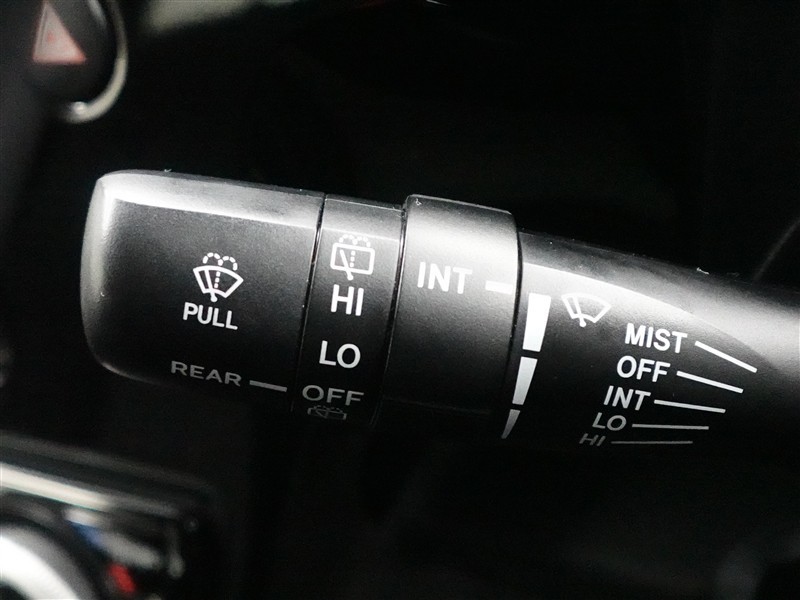 PULL
REAR
HI
LO
OFF
INT
MIST
OFF
INT
LO
HI